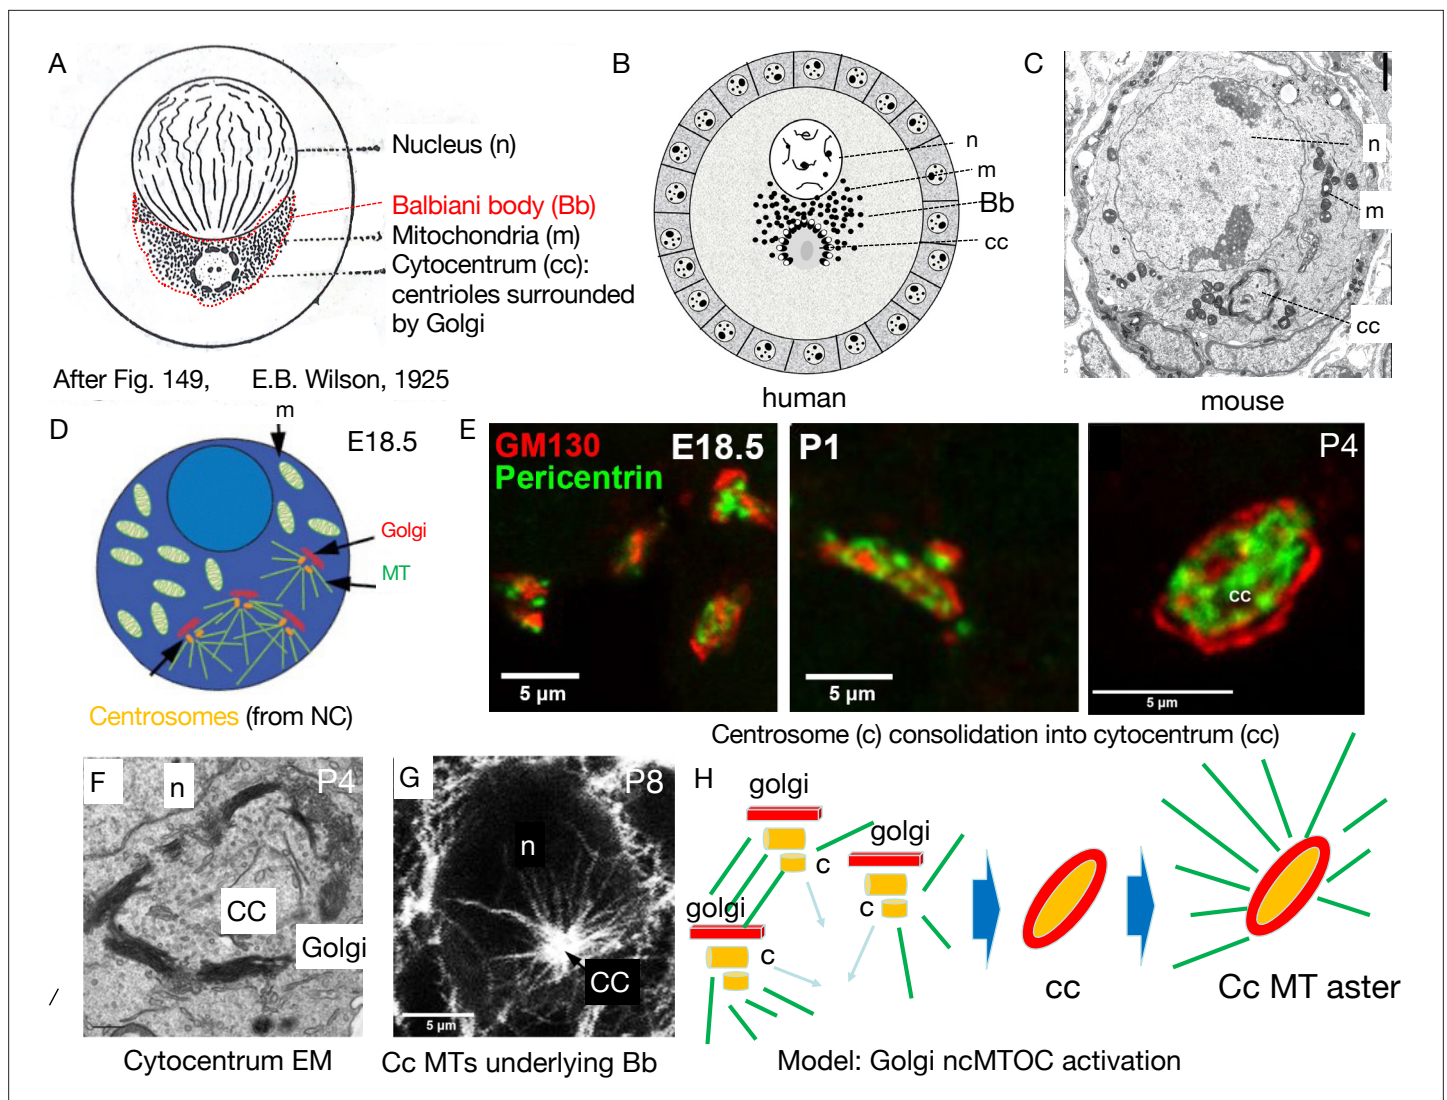 A
Nucleus (n)
Balbiani body (Bb)
Mitochondria (m)
Cytocentrum (cc):
centrioles surrounded
by Golgi
After Fig. 149, E.B. Wilson, 1925
B
n
m
Bb
cc
human
C
n
m
cc
mouse
D
m
E18.5
Golgi
MT
Centrosomes (from NC)
E
GM130
Pericentrin
E18.5
5 µm
P1
5 µm
P4
cc
5 µm
Centrosome (c) consolidation into cytocentrum (cc)
F
n
P4
CC
Golgi
/
Cytocentrum EM
G
P8
n
CC
5 µm
Cc MTs underlying Bb
H
golgi
c
golgi
c
golgi
c
cc
Cc MT aster
Model: Golgi ncMTOC activation